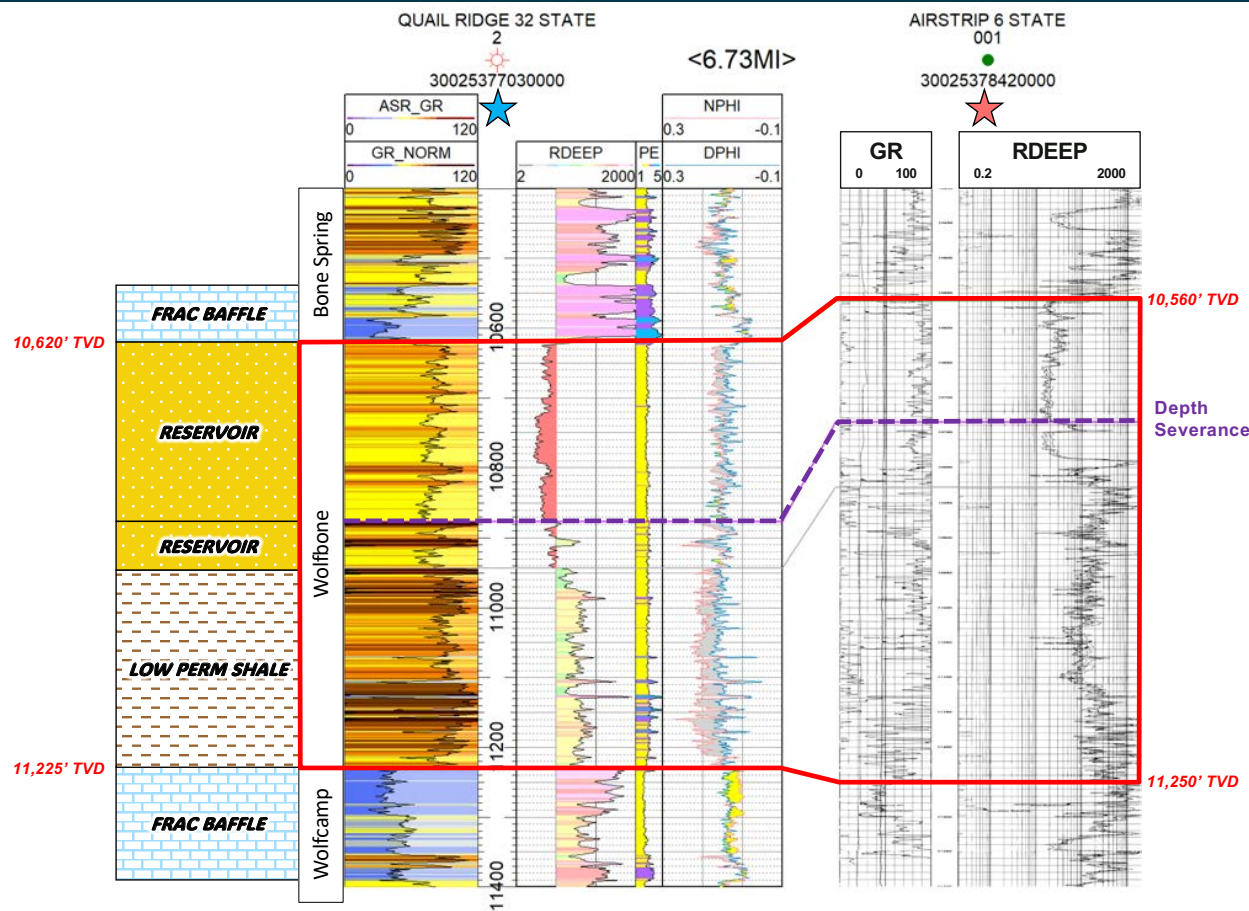 QUAIL RIDGE 32 STATE
2
30025377030000
<6.73MI>
AIRSTRIP 6 STATE
001
30025378420000
ASR_GR
0 120
GR_NORM
0 120
RDEEP
2 2000
PE
1 5
NPHI
0.3 -0.1
DPHI
0.3 -0.1
GR
0 100
RDEEP
0.2 2000
Bone Spring
Wolfbone
Wolfcamp
FRAC BAFFLE
RESERVOIR
RESERVOIR
LOW PERM SHALE
FRAC BAFFLE
10,620' TVD
11,225' TVD
10600
10800
11000
11200
11400
10,560' TVD
Depth
Severance
11,250' TVD